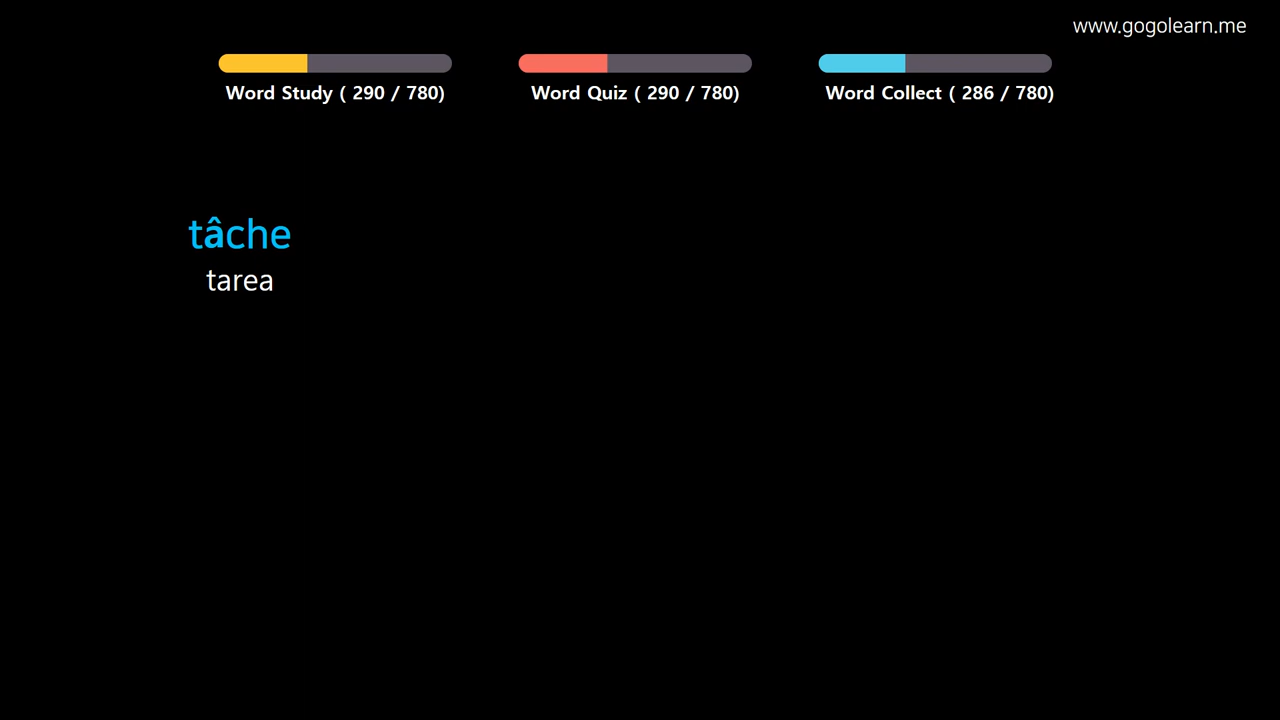 www.gogolearn.me
Word Study ( 290 / 780)
Word Quiz ( 290 / 780)
Word Collect ( 286 / 780)
tâche
tarea